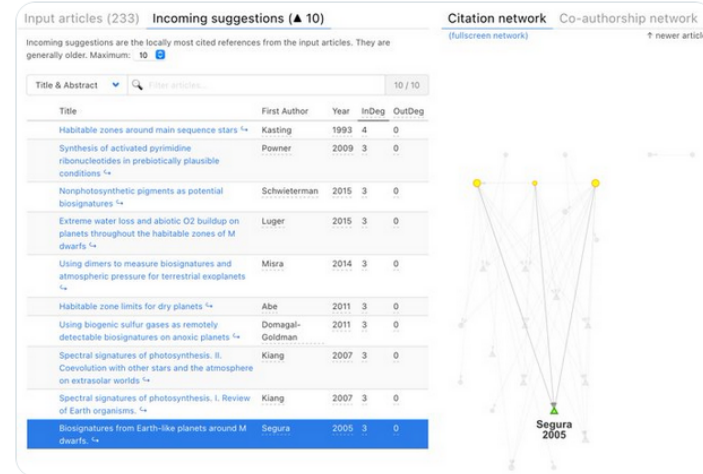 Input articles (233) Incoming suggestions (▲ 10)
Incoming suggestions are the locally most cited references from the input articles. They are
generally older. Maximum: 10
Title & Abstract Filter articles... 10 / 10
Title First Author Year InDeg OutDeg
Habitable zones around main sequence stars ↪ Kasting 1993 4 0
Synthesis of activated pyrimidine Powner 2009 3 0
ribonucleotides in prebiotically plausible
conditions ↪
Nonphotosynthetic pigments as potential Schwieterman 2015 3 0
biosignatures ↪
Extreme water loss and abiotic O2 buildup on Luger 2015 3 0
planets throughout the habitable zones of M
dwarfs ↪
Using dimers to measure biosignatures and Misra 2014 3 0
atmospheric pressure for terrestrial exoplanets
↪
Habitable zone limits for dry planets ↪ Abe 2011 3 0
Using biogenic sulfur gases as remotely Domagal- 2011 3 0
detectable biosignatures on anoxic planets ↪ Goldman
Spectral signatures of photosynthesis. II. Kiang 2007 3 0
Coevolution with other stars and the atmosphere
on extrasolar worlds ↪
Spectral signatures of photosynthesis. I. Review Kiang 2007 3 0
of Earth organisms. ↪
Biosignatures from Earth-like planets around M Segura 2005 3 0
dwarfs. ↪
Citation network Co-authorship network
(fullscreen network) ↑ newer articl
Segura
2005